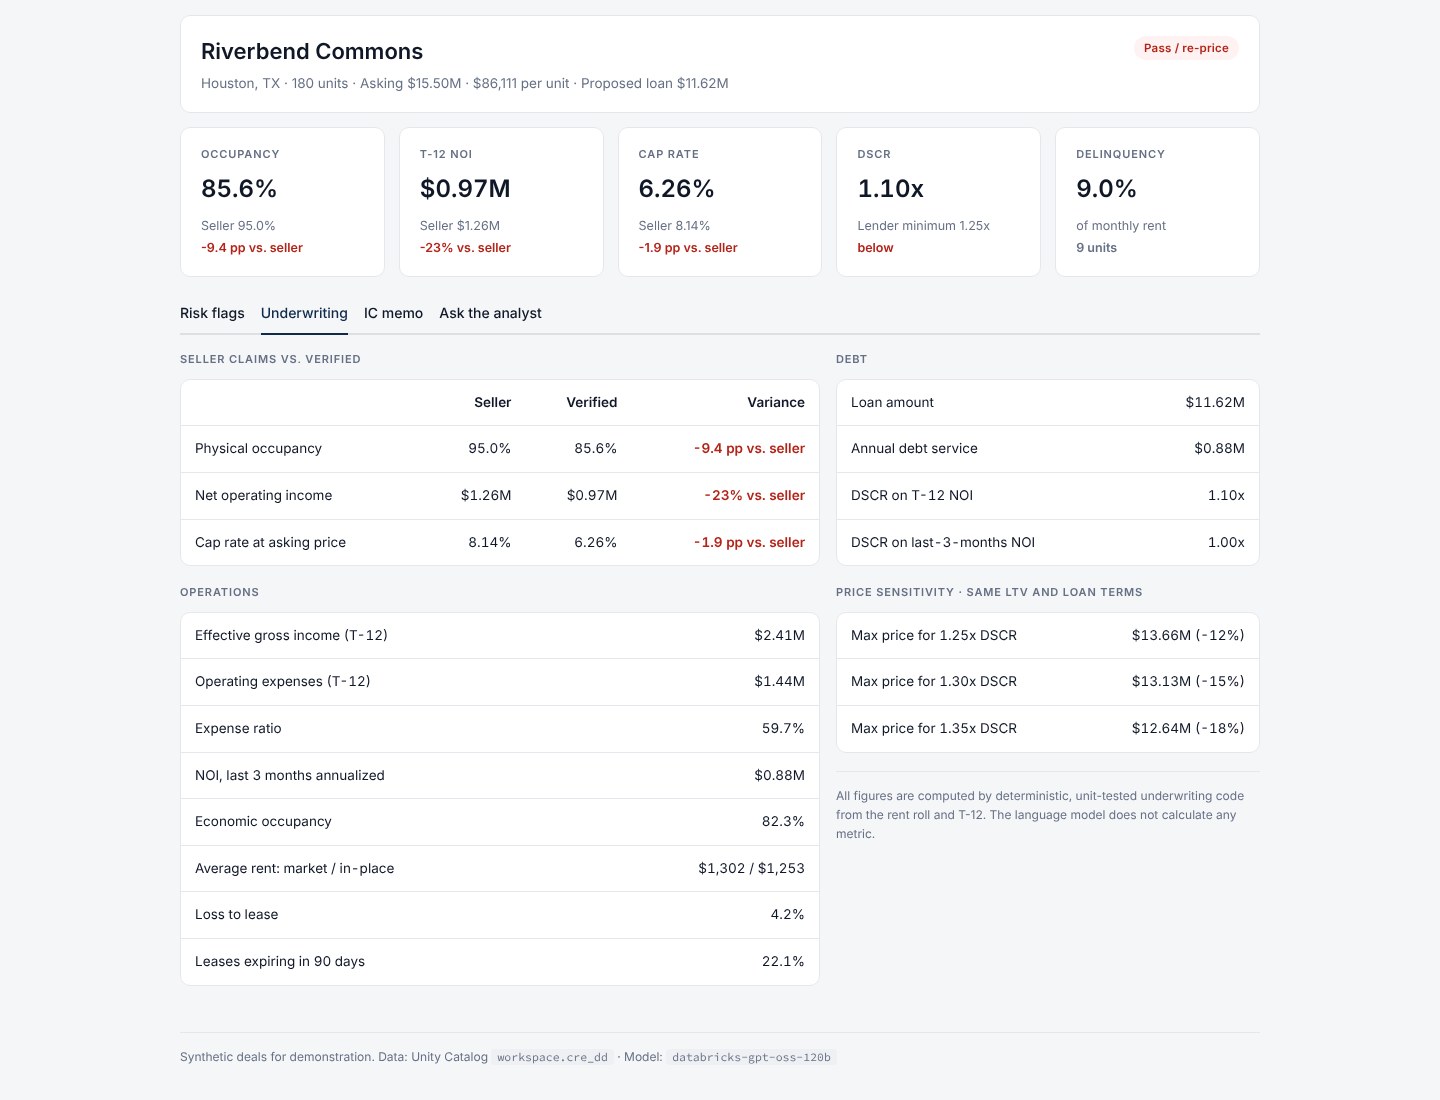 Riverbend Commons
Pass / re-price
Houston, TX · 180 units · Asking $15.50M · $86,111 per unit · Proposed loan $11.62M
OCCUPANCY
85.6%
Seller 95.0%
-9.4 pp vs. seller
T-12 NOI
$0.97M
Seller $1.26M
-23% vs. seller
CAP RATE
6.26%
Seller 8.14%
-1.9 pp vs. seller
DSCR
1.10x
Lender minimum 1.25x
below
DELINQUENCY
9.0%
of monthly rent
9 units
Risk flags Underwriting IC memo Ask the analyst
SELLER CLAIMS VS. VERIFIED
Seller Verified Variance
Physical occupancy 95.0% 85.6% -9.4 pp vs. seller
Net operating income $1.26M $0.97M -23% vs. seller
Cap rate at asking price 8.14% 6.26% -1.9 pp vs. seller
DEBT
Loan amount $11.62M
Annual debt service $0.88M
DSCR on T-12 NOI 1.10x
DSCR on last-3-months NOI 1.00x
OPERATIONS
Effective gross income (T-12) $2.41M
Operating expenses (T-12) $1.44M
Expense ratio 59.7%
NOI, last 3 months annualized $0.88M
Economic occupancy 82.3%
Average rent: market / in-place $1,302 / $1,253
Loss to lease 4.2%
Leases expiring in 90 days 22.1%
PRICE SENSITIVITY · SAME LTV AND LOAN TERMS
Max price for 1.25x DSCR $13.66M (-12%)
Max price for 1.30x DSCR $13.13M (-15%)
Max price for 1.35x DSCR $12.64M (-18%)
All figures are computed by deterministic, unit-tested underwriting code
from the rent roll and T-12. The language model does not calculate any
metric.
Synthetic deals for demonstration. Data: Unity Catalog workspace.cre_dd · Model: databricks-gpt-oss-120b